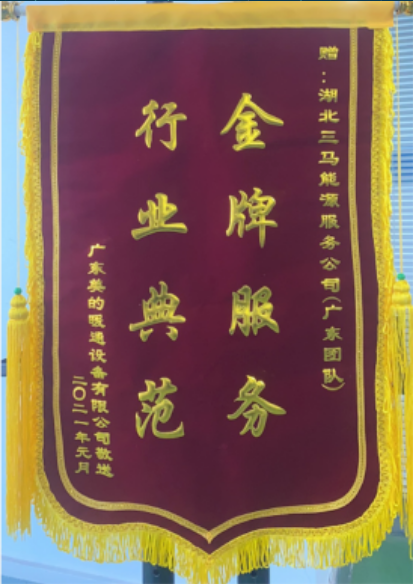 赠：湖北三马能源服务公司（广东团队）
金牌服务
行业典范
广东美的暖通设备有限公司敬送
二〇二一年元月